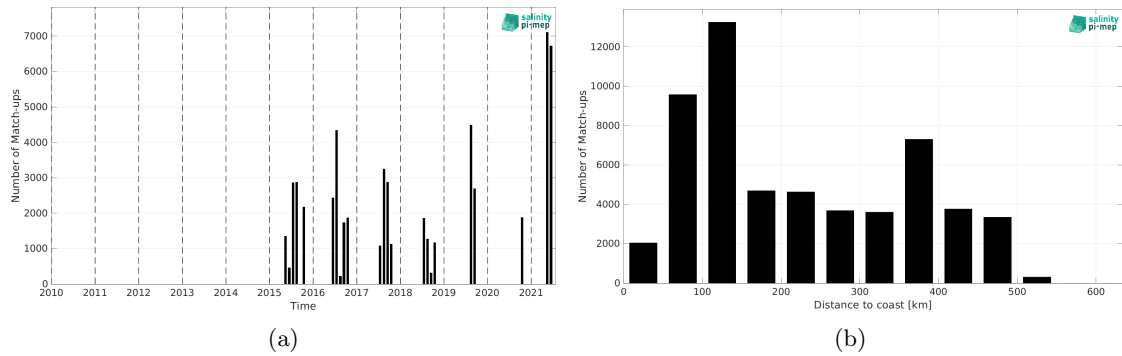 salinity
pi-mep
7000
6000
5000
4000
3000
2000
1000
0
Number of Match-ups
2010 2011 2012 2013 2014 2015 2016 2017 2018 2019 2020 2021
Time
(a)
salinity
pi-mep
12000
10000
8000
6000
4000
2000
0
Number of Match-ups
0 100 200 300 400 500 600
Distance to coast [km]
(b)